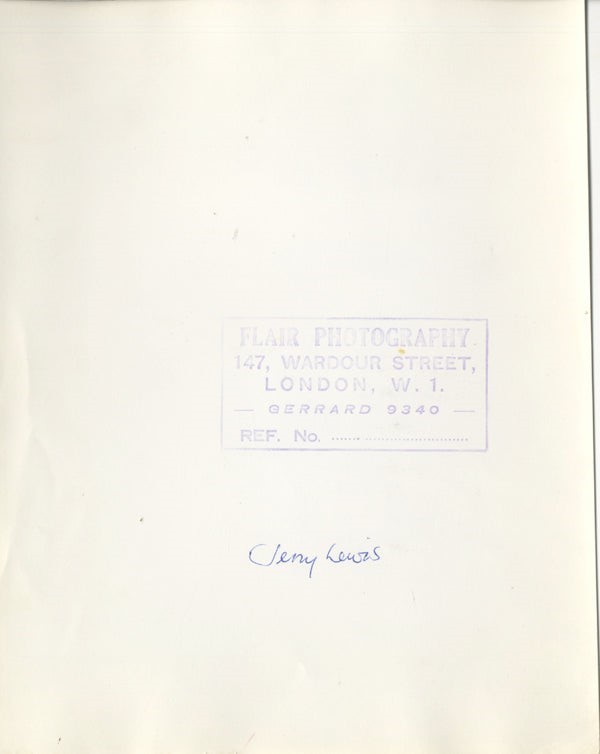 FLAIR PHOTOGRAPHY
147, WARDOUR STREET,
LONDON, W. 1.
— GERRARD 9340 —
REF. No. ..............................
Jerry Lewis